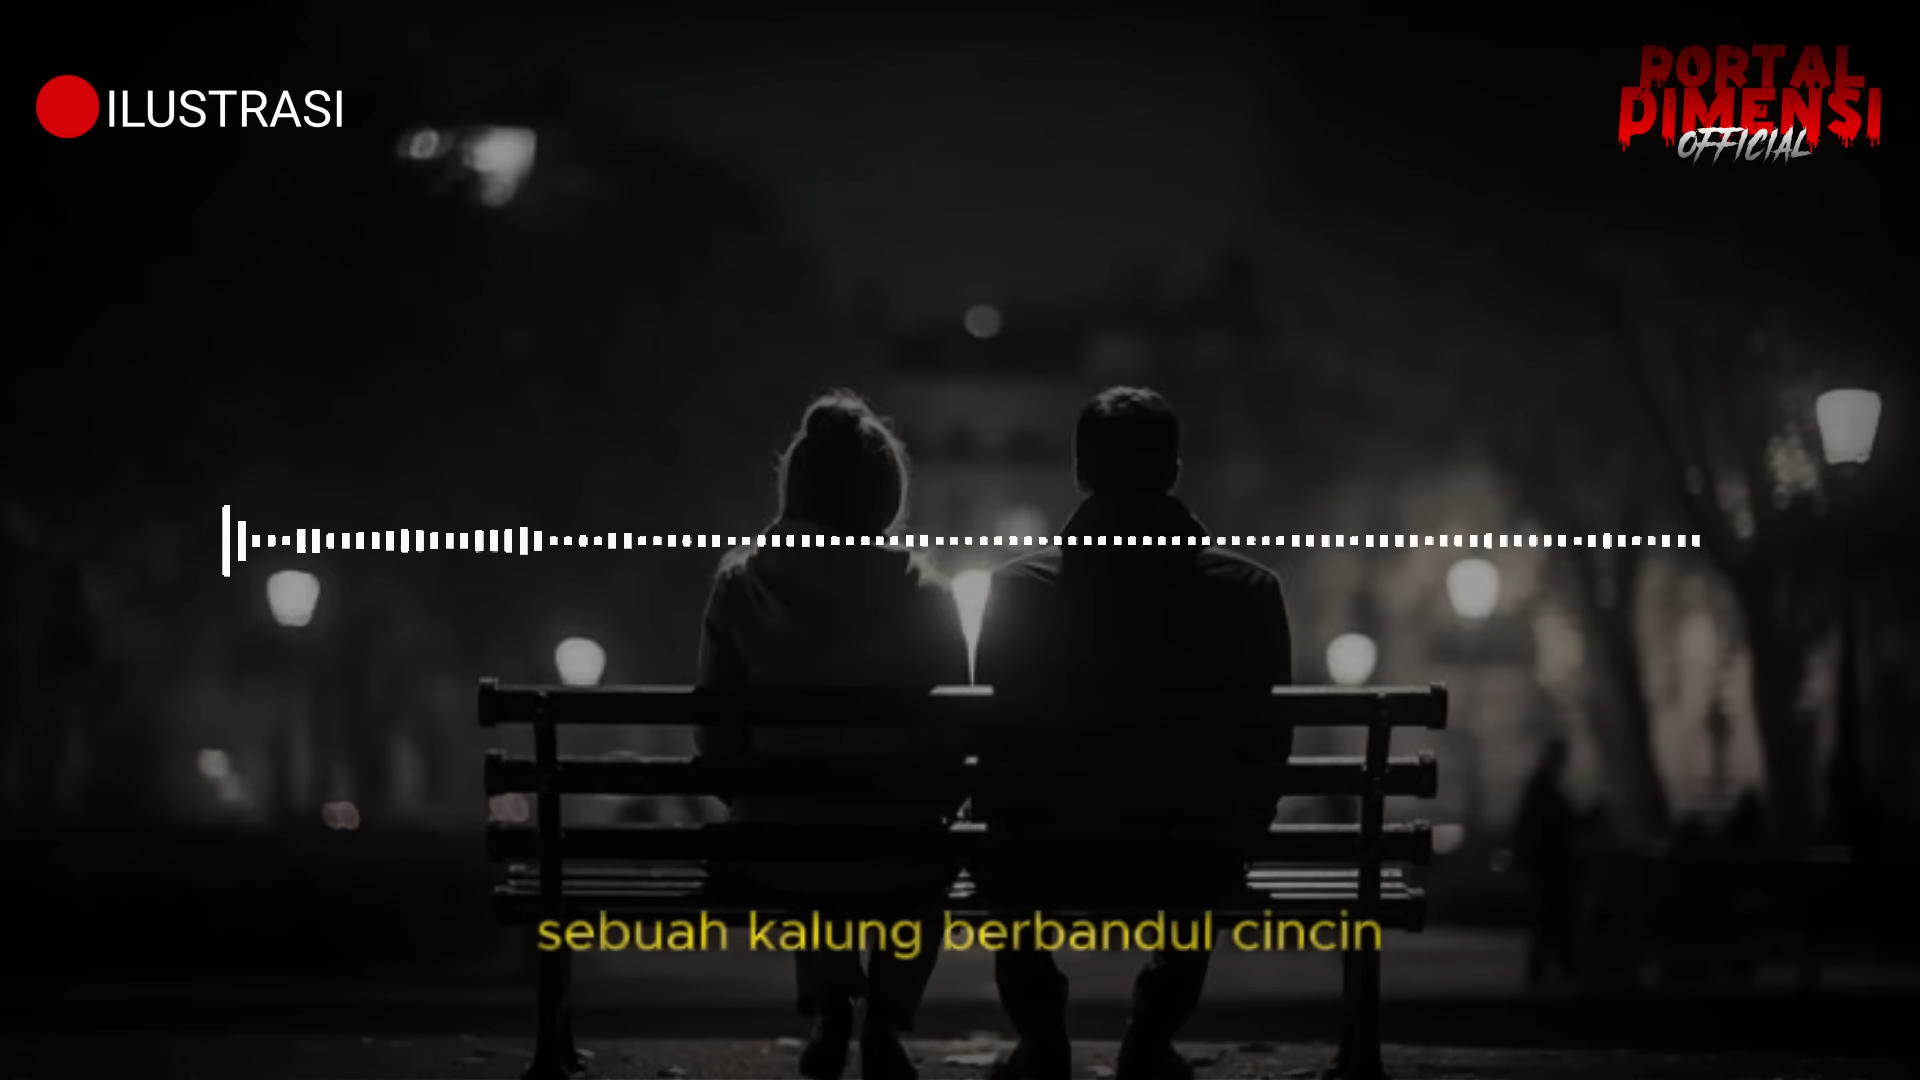 ILUSTRASI
PORTAL
DIMENSI
OFFICIAL
sebuah kalung berbandul cincin